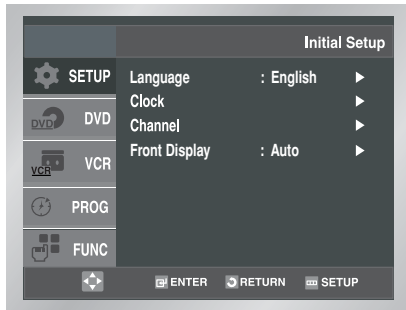 Initial Setup
SETUP
Language : English
Clock
DVD DVD
Channel
Front Display : Auto
VCR VCR
PROG
FUNC
ENTER RETURN SETUP